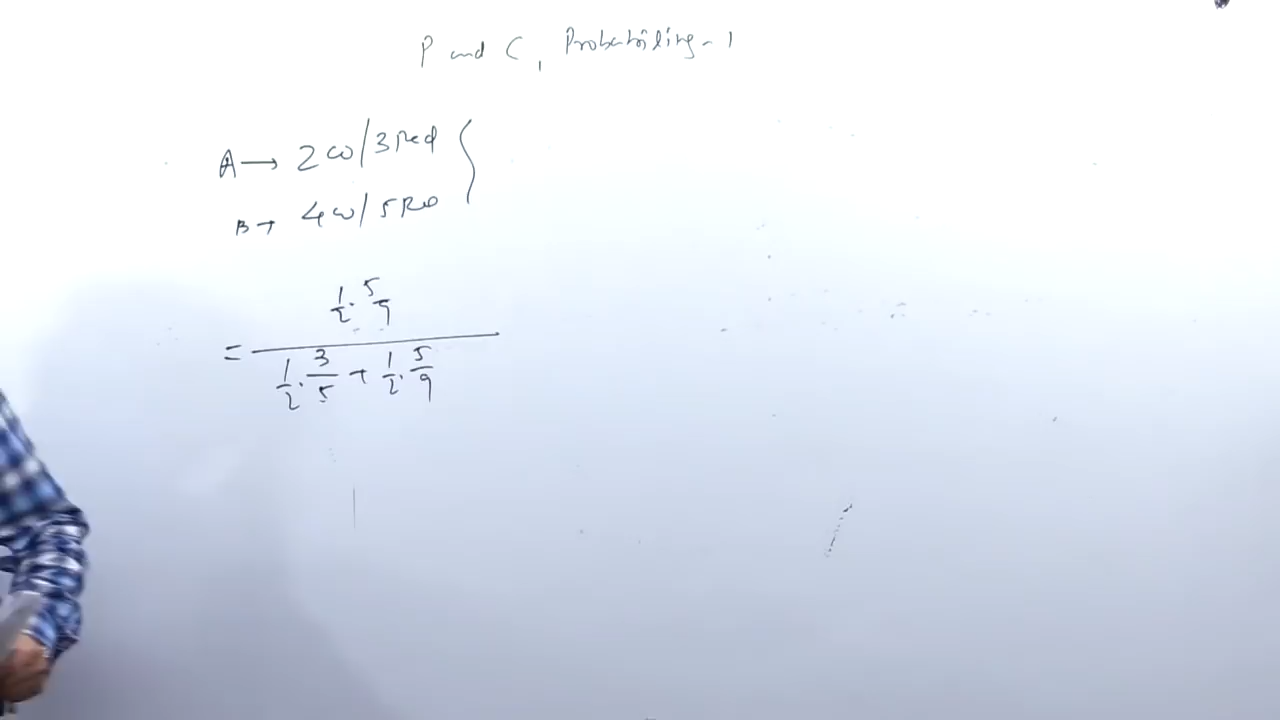 P and C, Probability - 1
A → 2 W / 3 Red
B → 4 W / 5 Red
= (1/2 · 5/9) / (1/2 · 3/5 + 1/2 · 5/9)